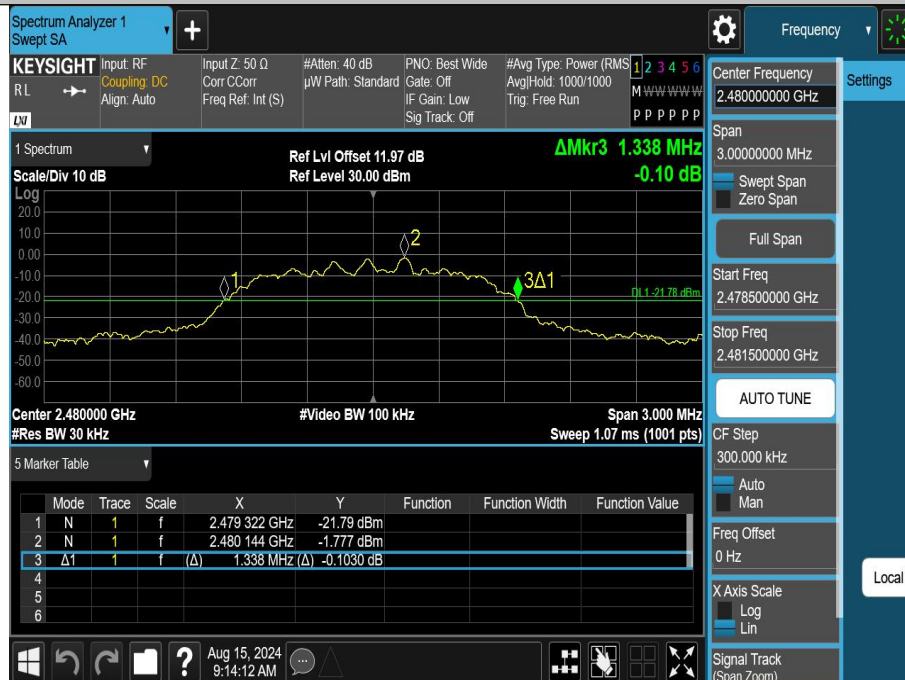 Spectrum Analyzer 1
Swept SA
Frequency
KEYSIGHT
RL
LXI
Input: RF
Coupling: DC
Align: Auto
Input Z: 50 Ω
Corr CCorr
Freq Ref: Int (S)
#Atten: 40 dB
µW Path: Standard
PNO: Best Wide
Gate: Off
IF Gain: Low
Sig Track: Off
#Avg Type: Power (RMS
Avg|Hold: 1000/1000
Trig: Free Run
1 2 3 4 5 6
M W W W W W
P P P P P P
1 Spectrum
Scale/Div 10 dB
Ref Lvl Offset 11.97 dB
Ref Level 30.00 dBm
ΔMkr3 1.338 MHz
-0.10 dB
Log
20.0
10.0
0.00
-10.0
-20.0
-30.0
-40.0
-50.0
-60.0
1
2
3Δ1
DL1 -21.78 dBm
Center 2.480000 GHz
#Video BW 100 kHz
Span 3.000 MHz
#Res BW 30 kHz
Sweep 1.07 ms (1001 pts)
5 Marker Table
Mode Trace Scale X Y Function Function Width Function Value
1 N 1 f 2.479 322 GHz -21.79 dBm
2 N 1 f 2.480 144 GHz -1.777 dBm
3 Δ1 1 f (Δ) 1.338 MHz (Δ) -0.1030 dB
4
5
6
?
Aug 15, 2024
9:14:12 AM
Center Frequency
2.480000000 GHz
Span
3.00000000 MHz
Swept Span
Zero Span
Full Span
Start Freq
2.478500000 GHz
Stop Freq
2.481500000 GHz
AUTO TUNE
CF Step
300.000 kHz
Auto
Man
Freq Offset
0 Hz
X Axis Scale
Log
Lin
Signal Track
(Span Zoom)
Settings
Local